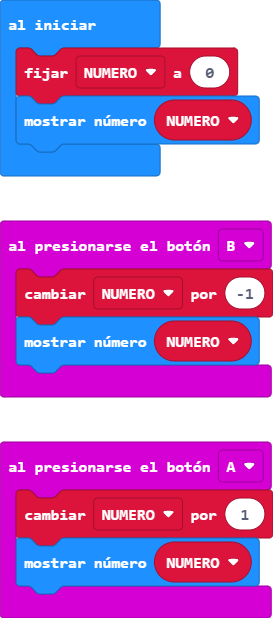 al iniciar
fijar NUMERO a 0
mostrar número NUMERO
al presionarse el botón B
cambiar NUMERO por -1
mostrar número NUMERO
al presionarse el botón A
cambiar NUMERO por 1
mostrar número NUMERO